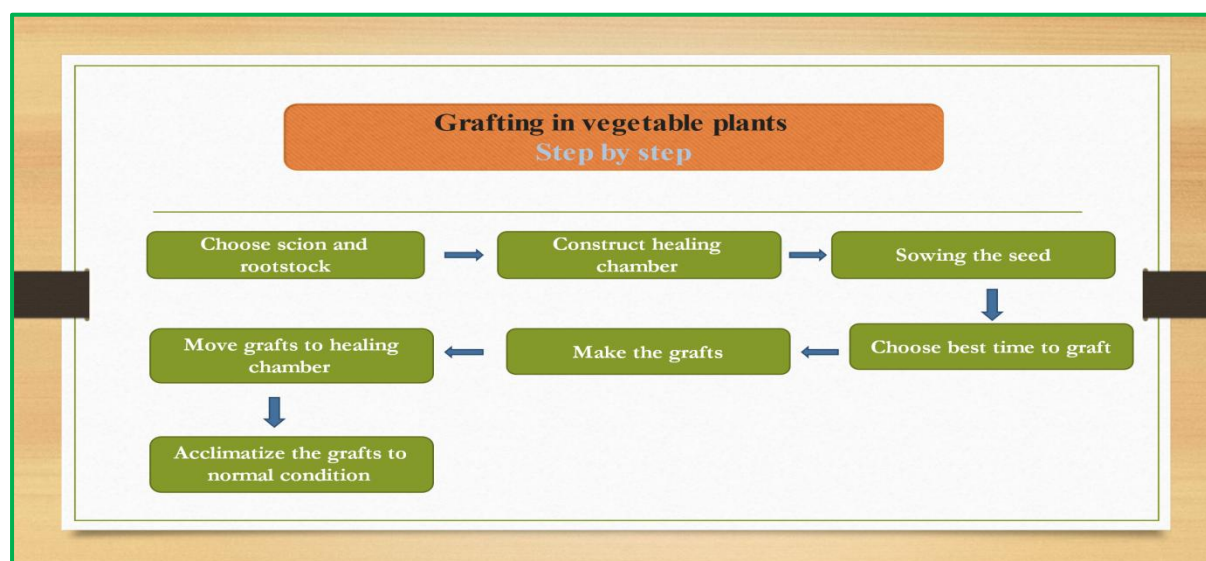 Grafting in vegetable plants
Step by step
Choose scion and
rootstock
Construct healing
chamber
Sowing the seed
Choose best time to graft
Make the grafts
Move grafts to healing
chamber
Acclimatize the grafts to
normal condition